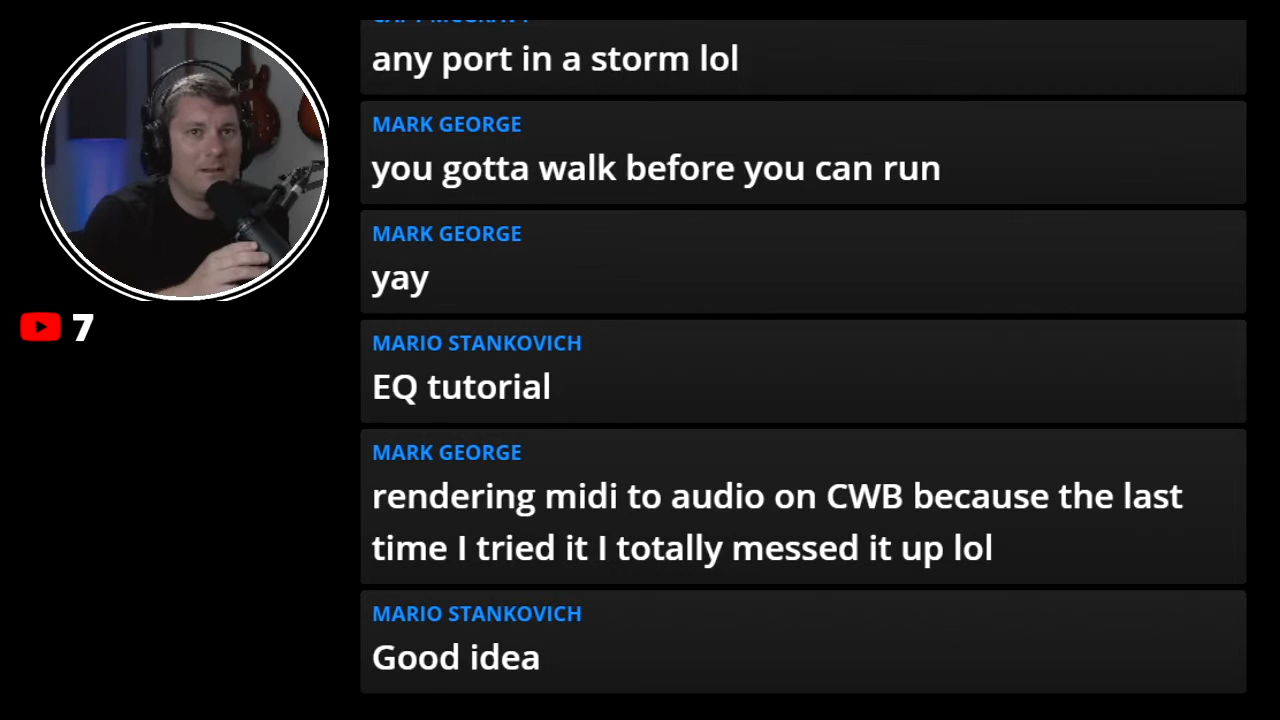 any port in a storm lol
MARK GEORGE
you gotta walk before you can run
MARK GEORGE
yay
MARIO STANKOVICH
EQ tutorial
MARK GEORGE
rendering midi to audio on CWB because the last
time I tried it I totally messed it up lol
MARIO STANKOVICH
Good idea
7